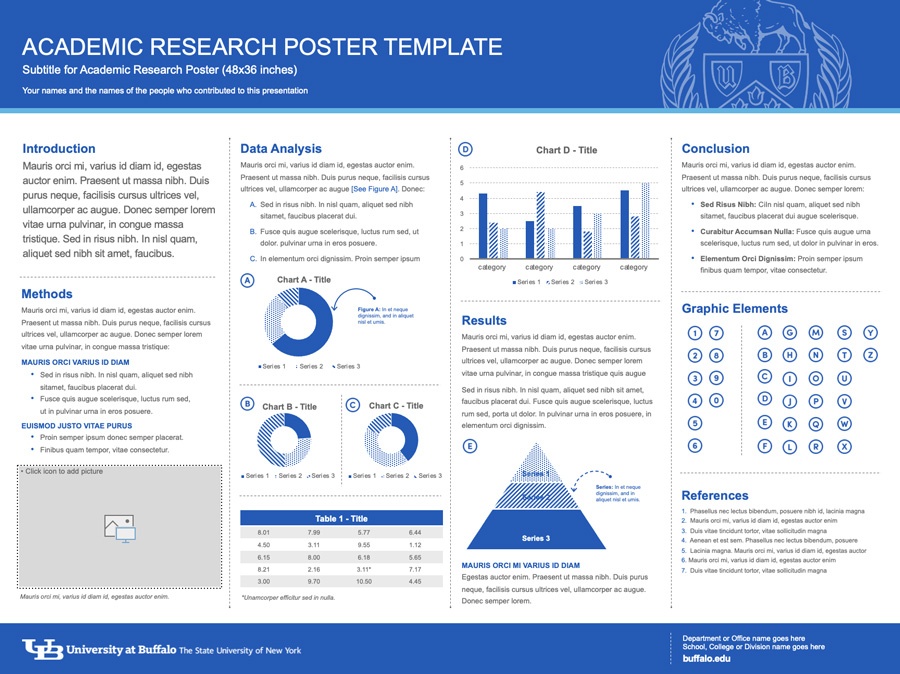 ACADEMIC RESEARCH POSTER TEMPLATE
Subtitle for Academic Research Poster (48x36 inches)
Your names and the names of the people who contributed to this presentation
U B
Introduction
Mauris orci mi, varius id diam id, egestas
auctor enim. Praesent ut massa nibh. Duis
purus neque, facilisis cursus ultrices vel,
ullamcorper ac augue. Donec semper lorem
vitae urna pulvinar, in congue massa
tristique. Sed in risus nibh. In nisl quam,
aliquet sed nibh sit amet, faucibus.
Methods
Mauris orci mi, varius id diam id, egestas auctor enim.
Praesent ut massa nibh. Duis purus neque, facilisis cursus
ultrices vel, ullamcorper ac augue. Donec semper lorem
vitae urna pulvinar, in congue massa tristique:
MAURIS ORCI VARIUS ID DIAM
• Sed in risus nibh. In nisl quam, aliquet sed nibh
sitamet, faucibus placerat dui.
• Fusce quis augue scelerisque, luctus rum sed,
ut in pulvinar urna in eros posuere.
EUISMOD JUSTO VITAE PURUS
• Proin semper ipsum donec semper placerat.
• Finibus quam tempor, vitae consectetur.
• Click icon to add picture
Mauris orci mi, varius id diam id, egestas auctor enim.
Data Analysis
Mauris orci mi, varius id diam id, egestas auctor enim.
Praesent ut massa nibh. Duis purus neque, facilisis cursus
ultrices vel, ullamcorper ac augue [See Figure A]. Donec:
A. Sed in risus nibh. In nisl quam, aliquet sed nibh
sitamet, faucibus placerat dui.
B. Fusce quis augue scelerisque, luctus rum sed, ut
dolor. pulvinar urna in eros posuere.
C. In elementum orci dignissim. Proin semper ipsum
A
Chart A - Title
Figure A: In et neque
dignissim, and in aliquet
nisl et urnis.
Series 1 Series 2 Series 3
B
Chart B - Title
Series 1 Series 2 Series 3
C
Chart C - Title
Series 1 Series 2 Series 3
Table 1 - Title
8.01 7.99 5.77 6.44
4.50 3.11 9.55 1.12
6.15 8.00 6.18 5.65
8.21 2.16 3.11* 7.17
3.00 9.70 10.50 4.45
*Unamcorper efficitur sed in nulla.
D
Chart D - Title
6
5
4
3
2
1
0
category category category category
Series 1 Series 2 Series 3
Results
Mauris orci mi, varius id diam id, egestas auctor enim.
Praesent ut massa nibh. Duis purus neque, facilisis cursus
ultrices vel, ullamcorper ac augue. Donec semper lorem
vitae urna pulvinar, in congue massa tristique quis augue
Sed in risus nibh. In nisl quam, aliquet sed nibh sit amet,
faucibus placerat dui. Fusce quis augue scelerisque, luctus
rum sed, porta ut dolor. In pulvinar urna in eros posuere, in
elementum orci dignissim.
E
Series 1
Series 2
Series 3
Series: In et neque
dignissim, and in
aliquet nisl et urnis.
MAURIS ORCI MI VARIUS ID DIAM
Egestas auctor enim. Praesent ut massa nibh. Duis purus
neque, facilisis cursus ultrices vel, ullamcorper ac augue.
Donec semper lorem.
Conclusion
Mauris orci mi, varius id diam id, egestas auctor enim.
Praesent ut massa nibh. Duis purus neque, facilisis cursus
ultrices vel, ullamcorper ac augue. Donec semper lorem:
• Sed Risus Nibh: CiIn nisl quam, aliquet sed nibh
sitamet, faucibus placerat dui augue scelerisque.
• Curabitur Accumsan Nulla: Fusce quis augue urna
scelerisque, luctus rum sed, ut dolor in pulvinar in eros.
• Elementum Orci Dignissim: Proin semper ipsum
finibus quam tempor, vitae consectetur.
Graphic Elements
1 7 A G M S Y
2 8 B H N T Z
3 9 C I O U
4 0 D J P V
5 E K Q W
6 F L R X
References
1. Phasellus nec lectus bibendum, posuere nibh id, lacinia magna
2. Mauris orci mi, varius id diam id, egestas auctor enim
3. Duis vitae tincidunt tortor, vitae sollicitudin magna
4. Aenean et est sem. Phasellus nec lectus bibendum, posuere
5. Lacinia magna. Mauris orci mi, varius id diam id, egestas auctor
6. Mauris orci mi, varius id diam id, egestas auctor enim
7. Duis vitae tincidunt tortor, vitae sollicitudin magna
UB University at Buffalo The State University of New York
Department or Office name goes here
School, College or Division name goes here
buffalo.edu